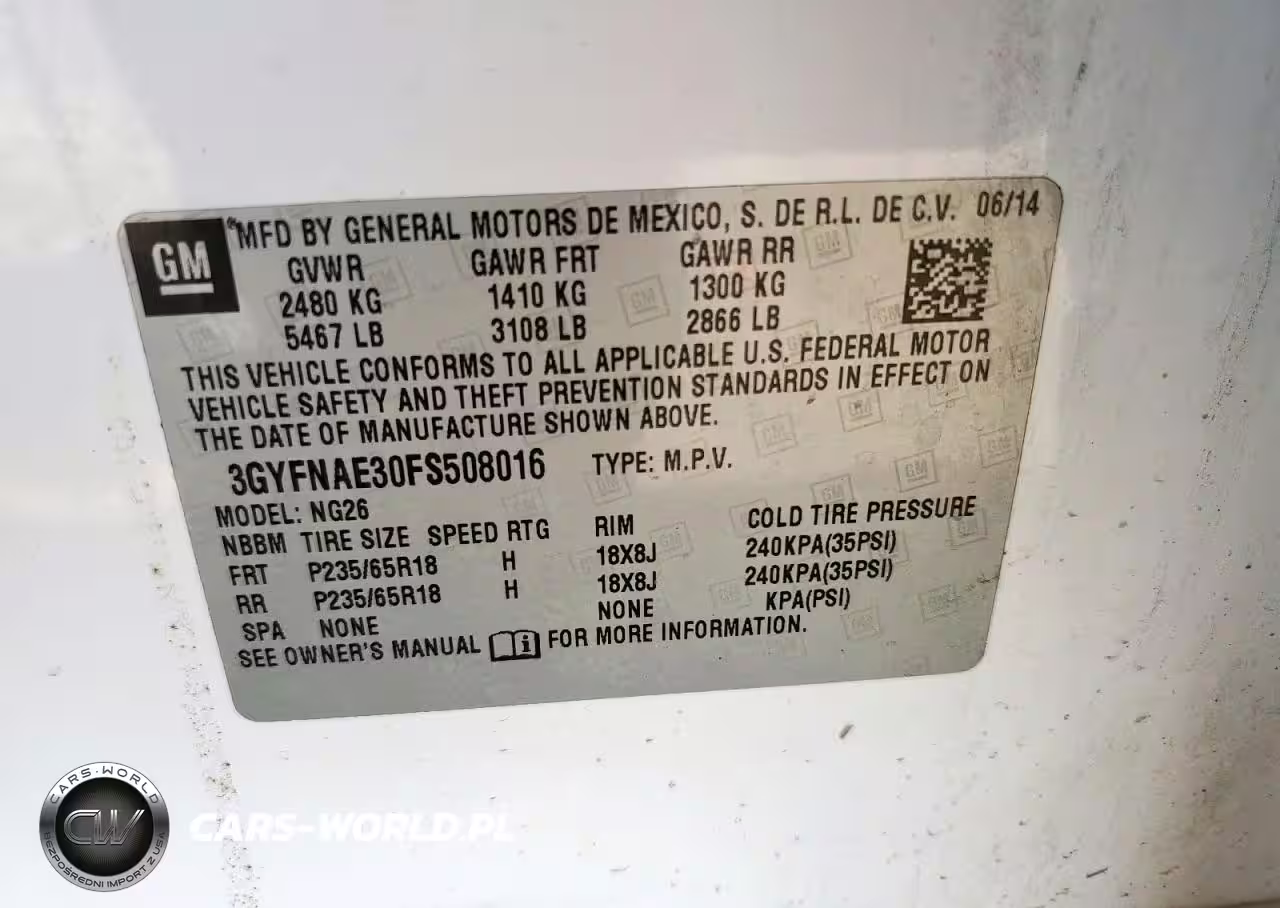 GM
MFD BY GENERAL MOTORS DE MEXICO, S. DE R.L. DE C.V. 06/14
GVWR GAWR FRT GAWR RR
2480 KG 1410 KG 1300 KG
5467 LB 3108 LB 2866 LB
THIS VEHICLE CONFORMS TO ALL APPLICABLE U.S. FEDERAL MOTOR
VEHICLE SAFETY AND THEFT PREVENTION STANDARDS IN EFFECT ON
THE DATE OF MANUFACTURE SHOWN ABOVE.
3GYFNAE30FS508016 TYPE: M.P.V.
MODEL: NG26
NBBM TIRE SIZE SPEED RTG RIM COLD TIRE PRESSURE
FRT P235/65R18 H 18X8J 240KPA(35PSI)
RR P235/65R18 H 18X8J 240KPA(35PSI)
SPA NONE NONE KPA(PSI)
SEE OWNER'S MANUAL FOR MORE INFORMATION.
CARS-WORLD
CW
BEZPOŚREDNI IMPORT Z USA
CARS-WORLD.PL